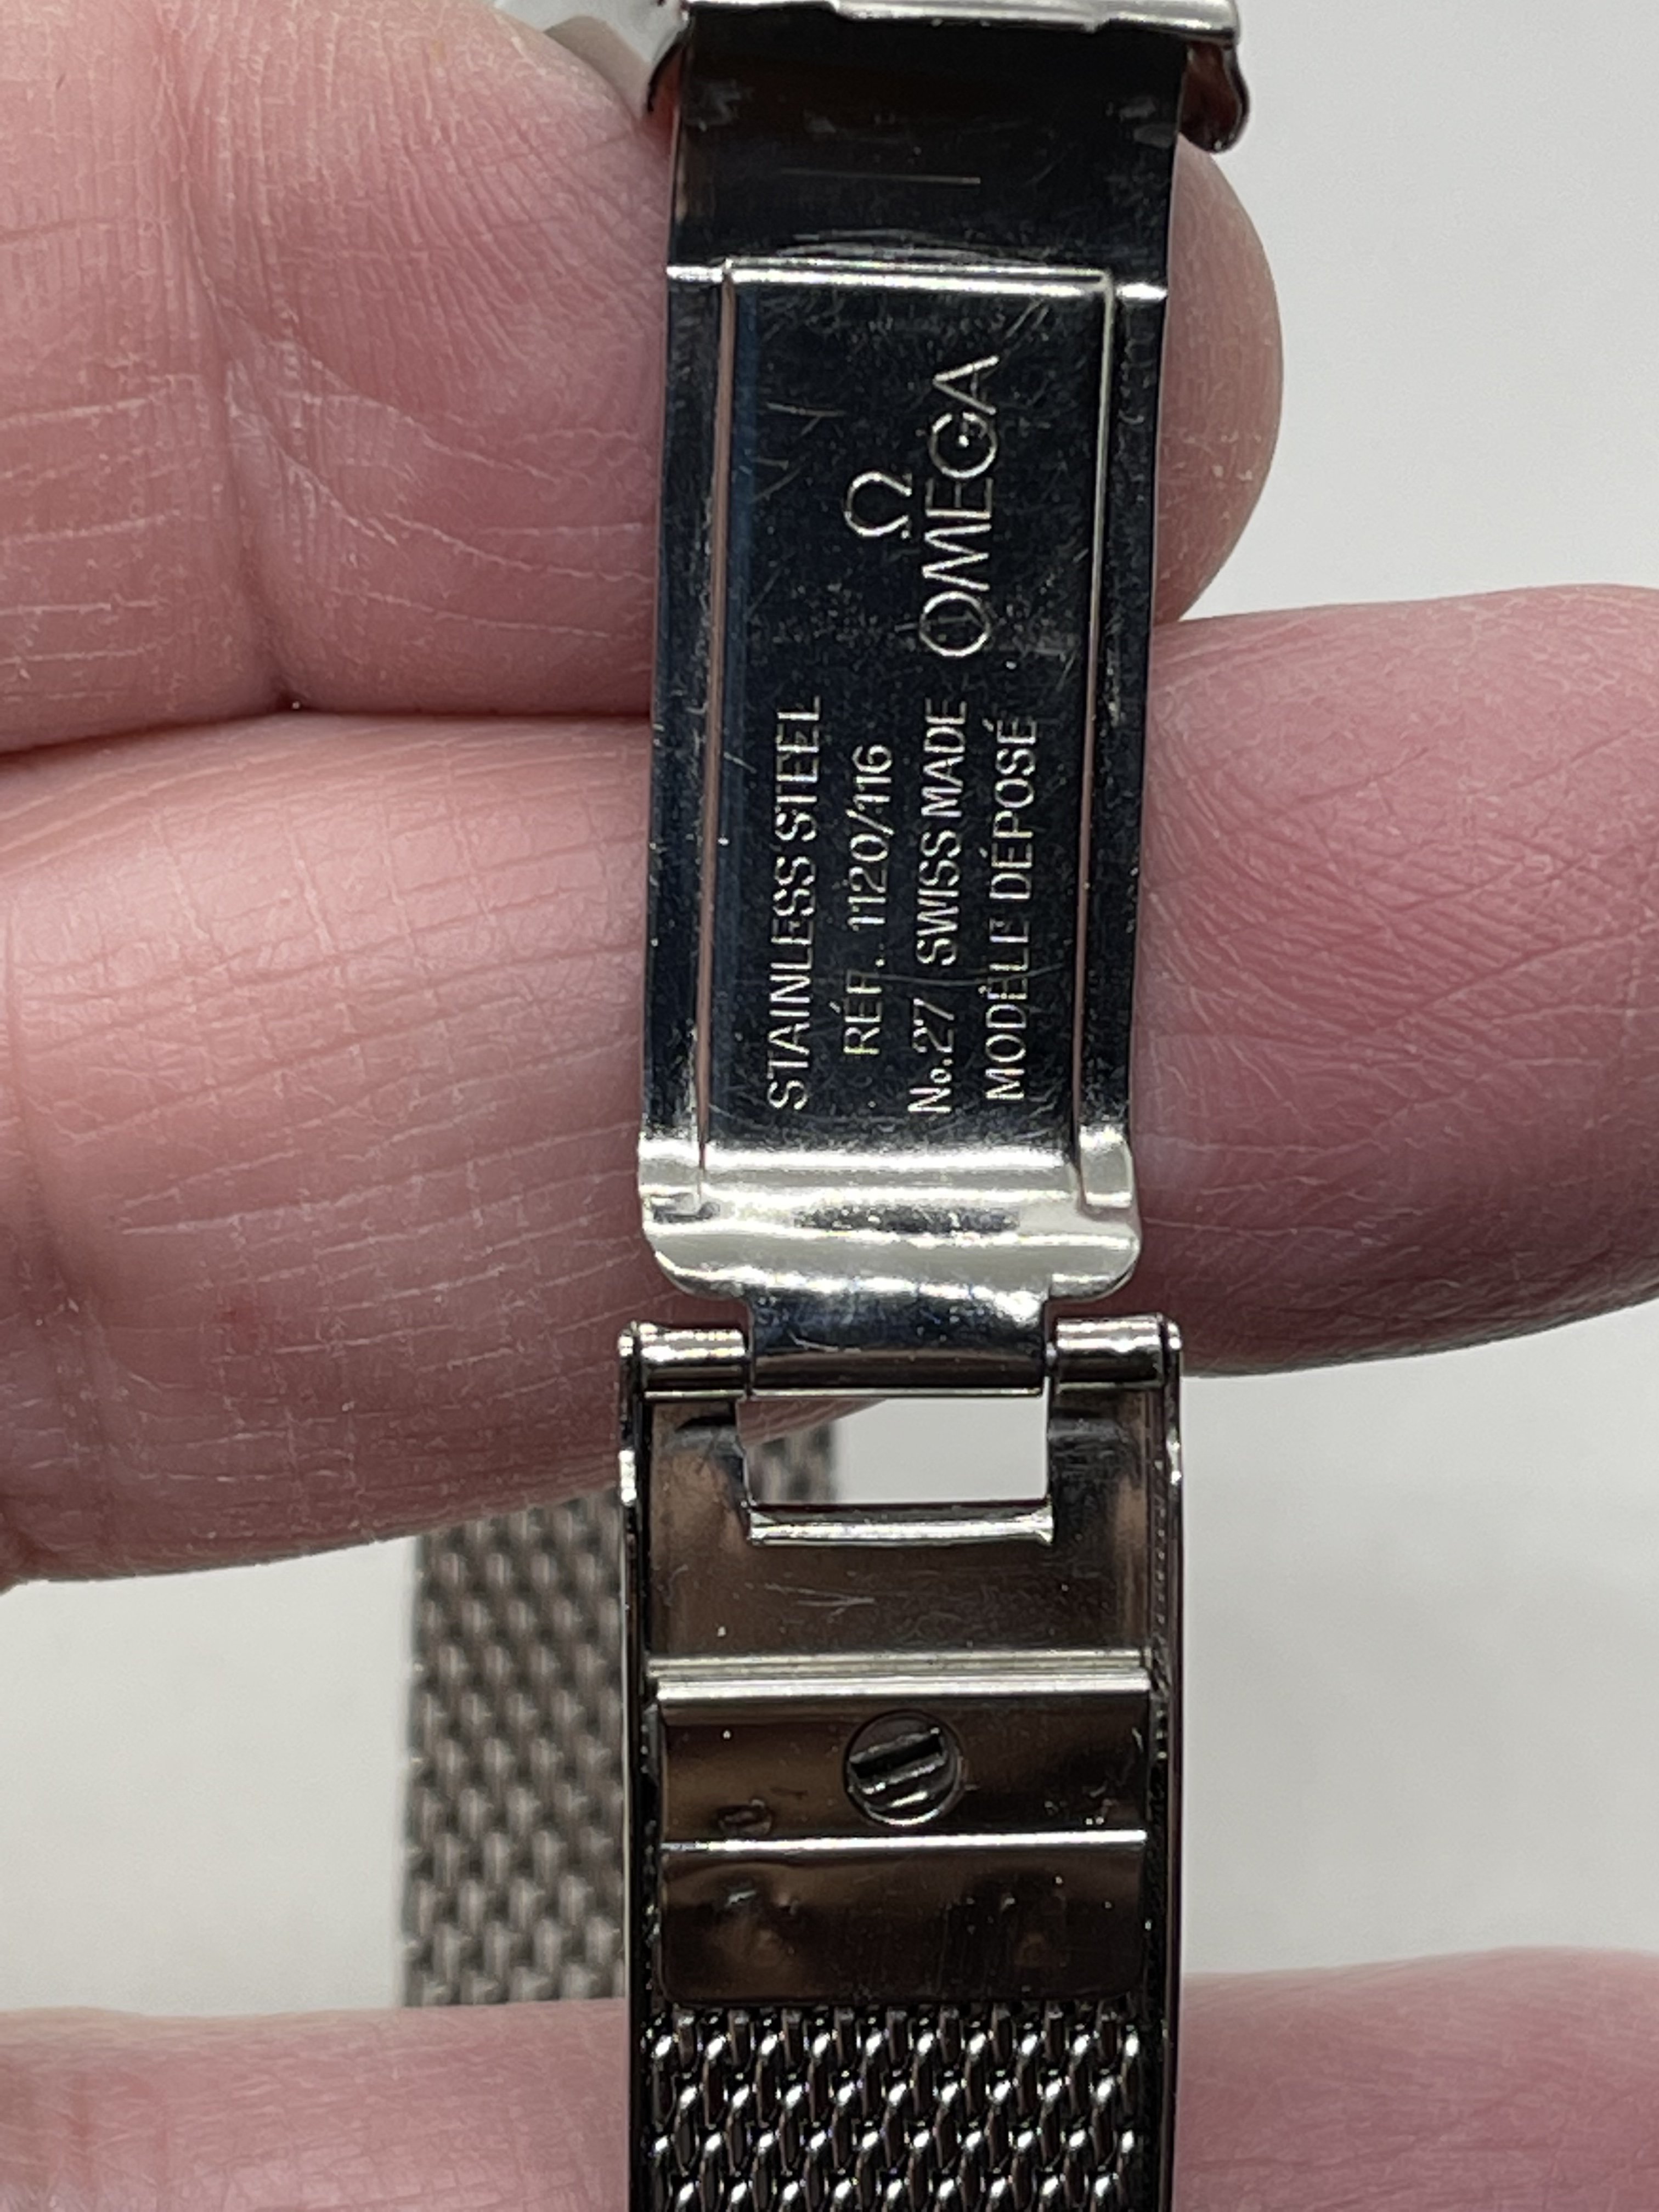 STAINLESS STEEL
RÉF.. 1120/116
No.27 SWISS MADE
MODÈLE DÉPOSÉ
Ω
OMEGA